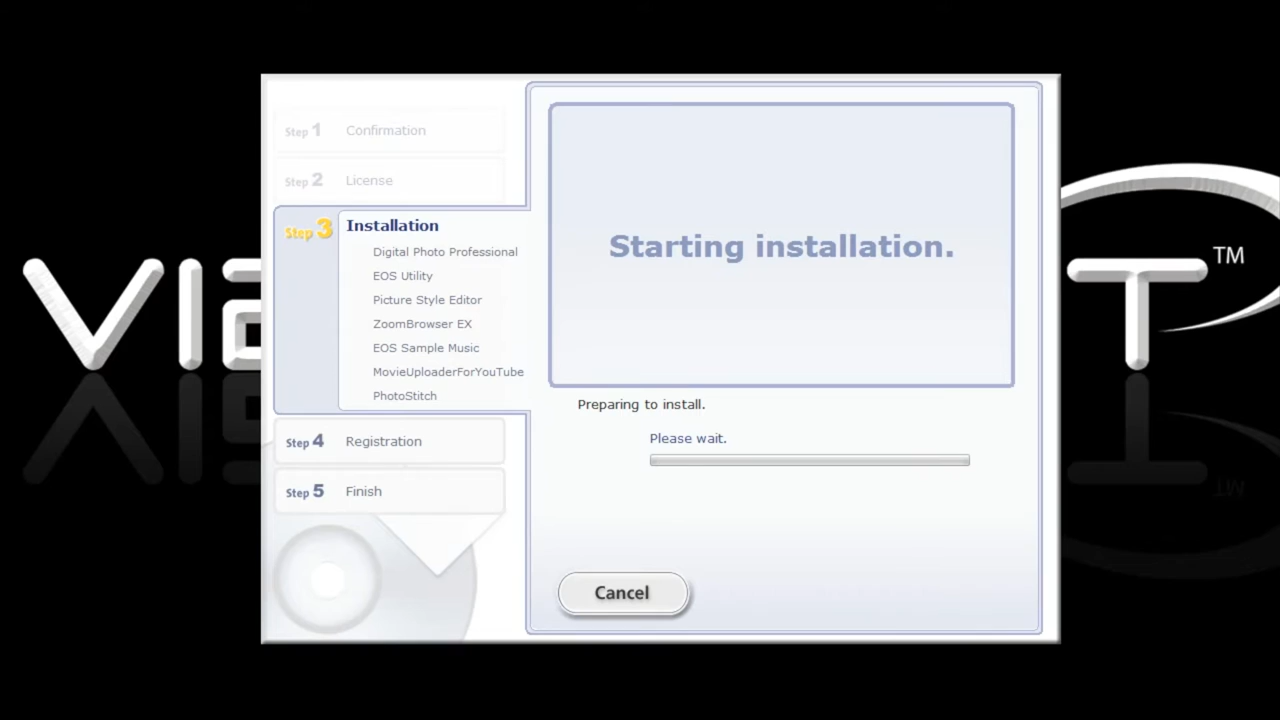 Step 1 Confirmation
Step 2 License
Step 3 Installation
Digital Photo Professional
EOS Utility
Picture Style Editor
ZoomBrowser EX
EOS Sample Music
MovieUploaderForYouTube
PhotoStitch
Step 4 Registration
Step 5 Finish
Starting installation.
Preparing to install.
Please wait.
Cancel
VIE
T TM